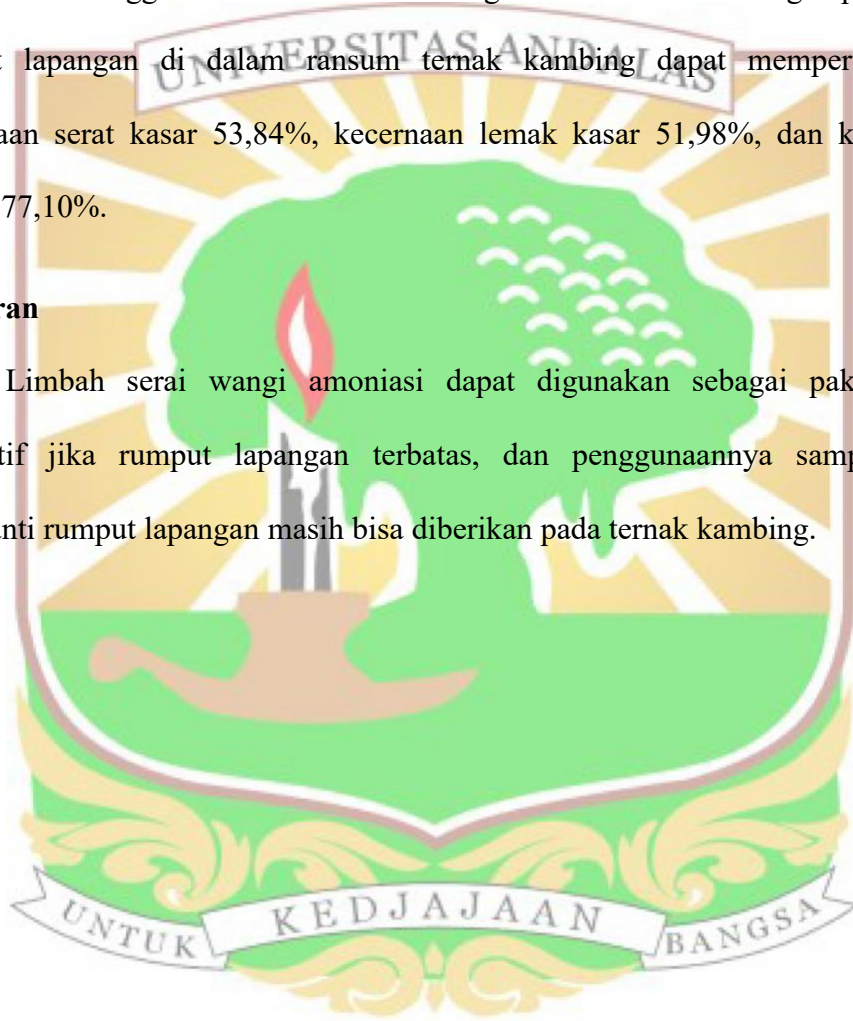 UNIVERSITAS ANDALAS
lapangan di dalam ransum ternak kambing dapat memper
aan serat kasar 53,84%, kecernaan lemak kasar 51,98%, dan k
77,10%.
ran
Limbah serai wangi amoniasi dapat digunakan sebagai pak
tif jika rumput lapangan terbatas, dan penggunaannya samp
nti rumput lapangan masih bisa diberikan pada ternak kambing.
UNTUK KEDJAJAAN BANGSA